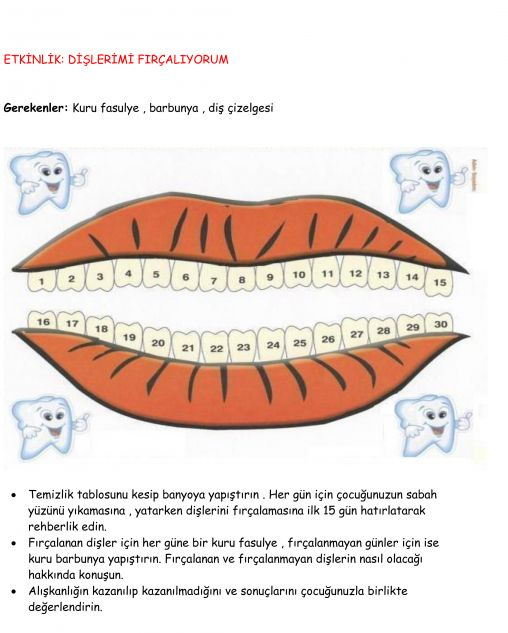 ETKİNLİK: DİŞLERİMİ FIRÇALIYORUM
Gerekenler: Kuru fasulye , barbunya , diş çizelgesi
1 2 3 4 5 6 7 8 9 10 11 12 13 14 15
16 17 18 19 20 21 22 23 24 25 26 27 28 29 30
• Temizlik tablosunu kesip banyoya yapıştırın . Her gün için çocuğunuzun sabah
yüzünü yıkamasına , yatarken dişlerini fırçalamasına ilk 15 gün hatırlatarak
rehberlik edin.
• Fırçalanan dişler için her güne bir kuru fasulye , fırçalanmayan günler için ise
kuru barbunya yapıştırın. Fırçalanan ve fırçalanmayan dişlerin nasıl olacağı
hakkında konuşun.
• Alışkanlığın kazanılıp kazanılmadığını ve sonuçlarını çocuğunuzla birlikte
değerlendirin.